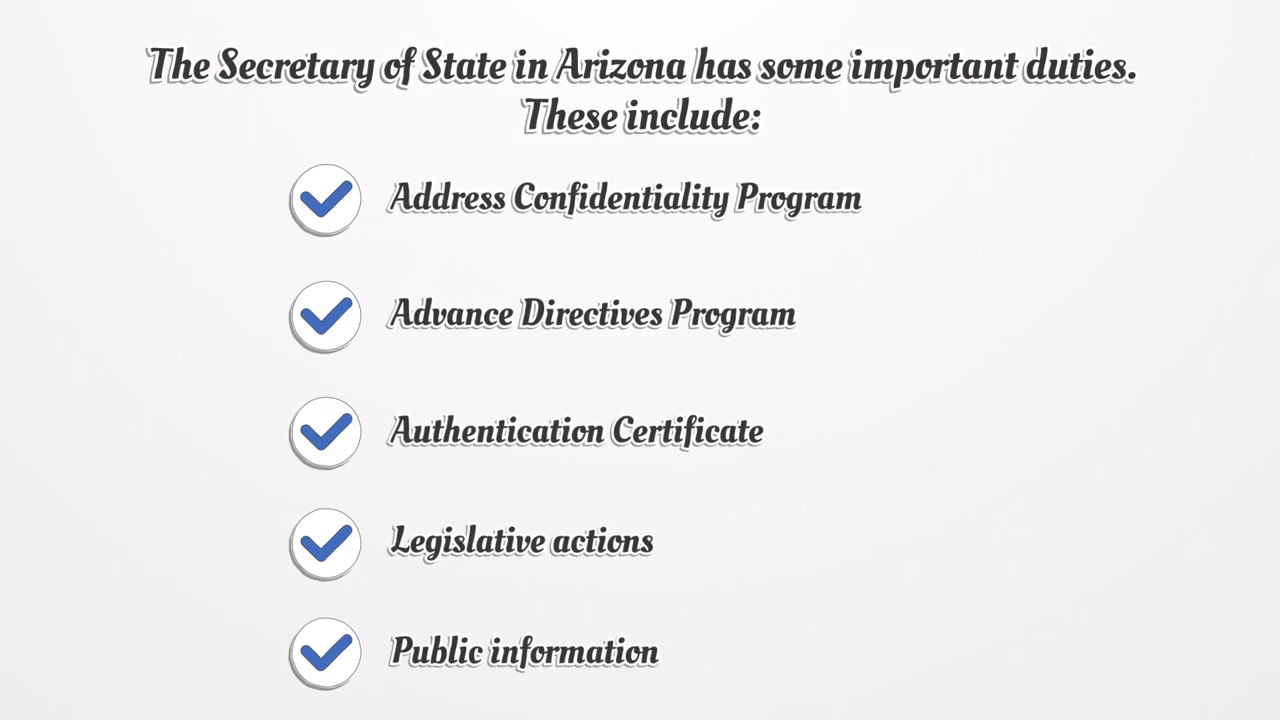 The Secretary of State in Arizona has some important duties.
These include:
Address Confidentiality Program
Advance Directives Program
Authentication Certificate
Legislative actions
Public information